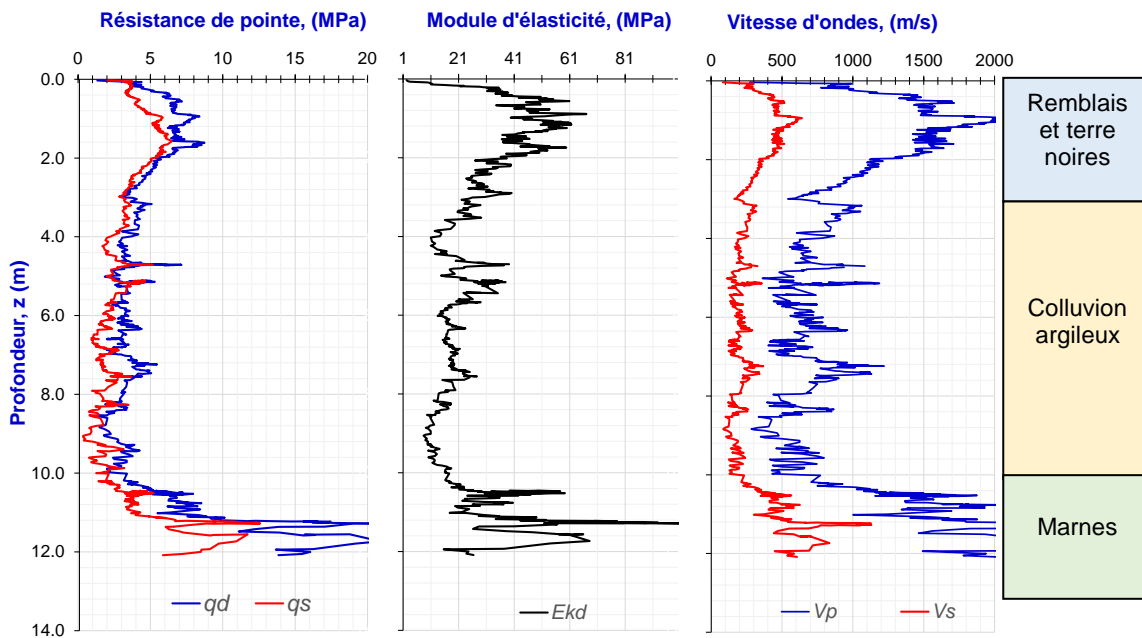 Résistance de pointe, (MPa)
Module d'élasticité, (MPa)
Vitesse d'ondes, (m/s)
0 5 10 15 20
1 21 41 61 81
0 500 1000 1500 2000
Profondeur, z (m)
0.0
2.0
4.0
6.0
8.0
10.0
12.0
14.0
qd qs
Ekd
Vp Vs
Remblais
et terre
noires
Colluvion
argileux
Marnes